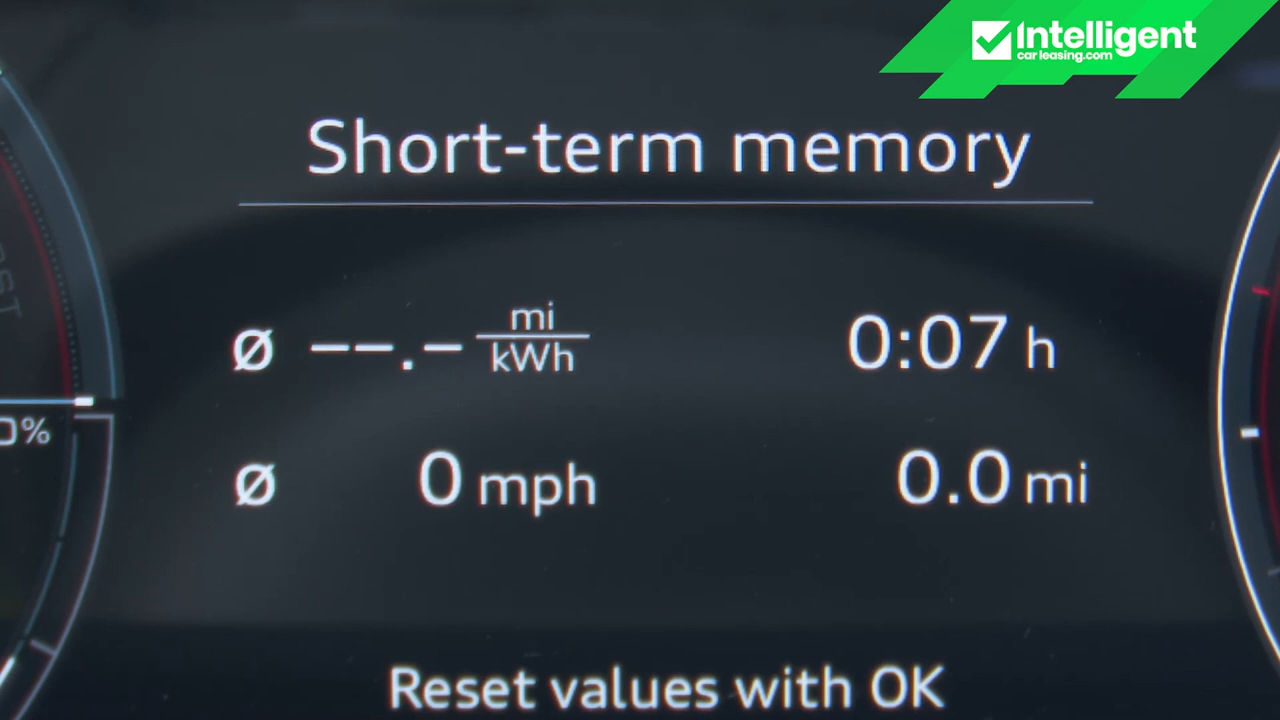 Intelligent
carleasing.com
Short-term memory
Ø --.- mi/kWh 0:07 h
Ø 0 mph 0.0 mi
0%
Reset values with OK